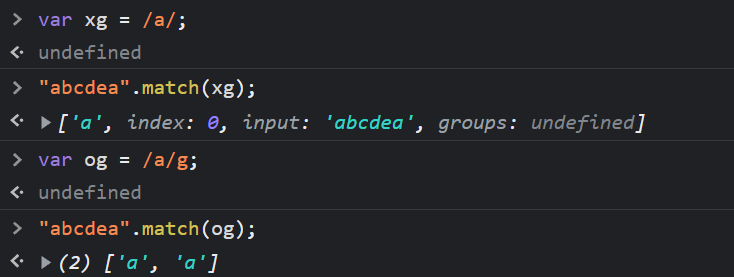 > var xg = /a/;
<· undefined
> "abcdea".match(xg);
<· ▶ ['a', index: 0, input: 'abcdea', groups: undefined]
> var og = /a/g;
<· undefined
> "abcdea".match(og);
<· ▶ (2) ['a', 'a']